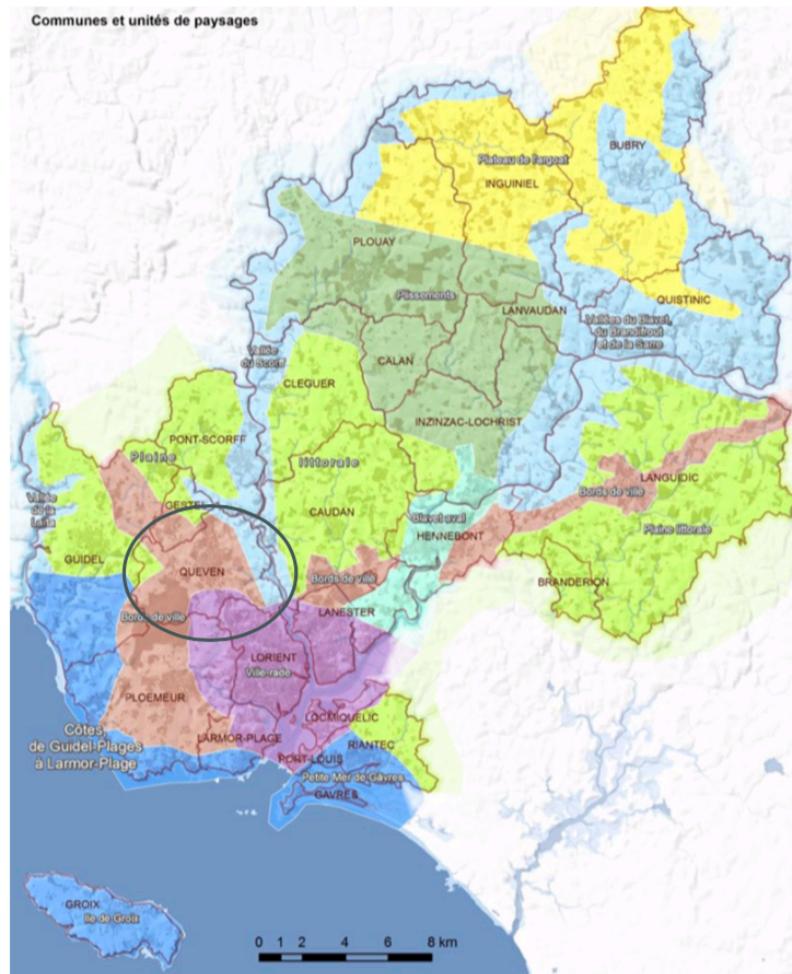 Communes et unités de paysages
BUBRY
Plateau de l'argoat
INGUINIEL
PLOUAY
Plissements
QUISTINIC
LANVAUDAN
Vallées du Blavet,
du Brandifrout
et de la Sarre
Vallée
du Scorff
CALAN
CLEGUER
INZINZAC-LOCHRIST
PONT-SCORFF
Plaine
littorale
LANGUIDIC
Bords de ville
GESTEL
Vallée
de la
Laïta
CAUDAN
Blavet aval
HENNEBONT
Plaine littorale
GUIDEL
QUEVEN
Bords de ville
BRANDERION
Bords de ville
LANESTER
LORIENT
Ville-rade
PLOEMEUR
LOCMIQUELIC
Côtes,
de Guidel-Plages
à Larmor-Plage
LARMOR-PLAGE
RIANTEC
PORT-LOUIS
Petite Mer de Gâvres
GAVRES
GROIX
Ile de Groix
0 1 2 4 6 8 km